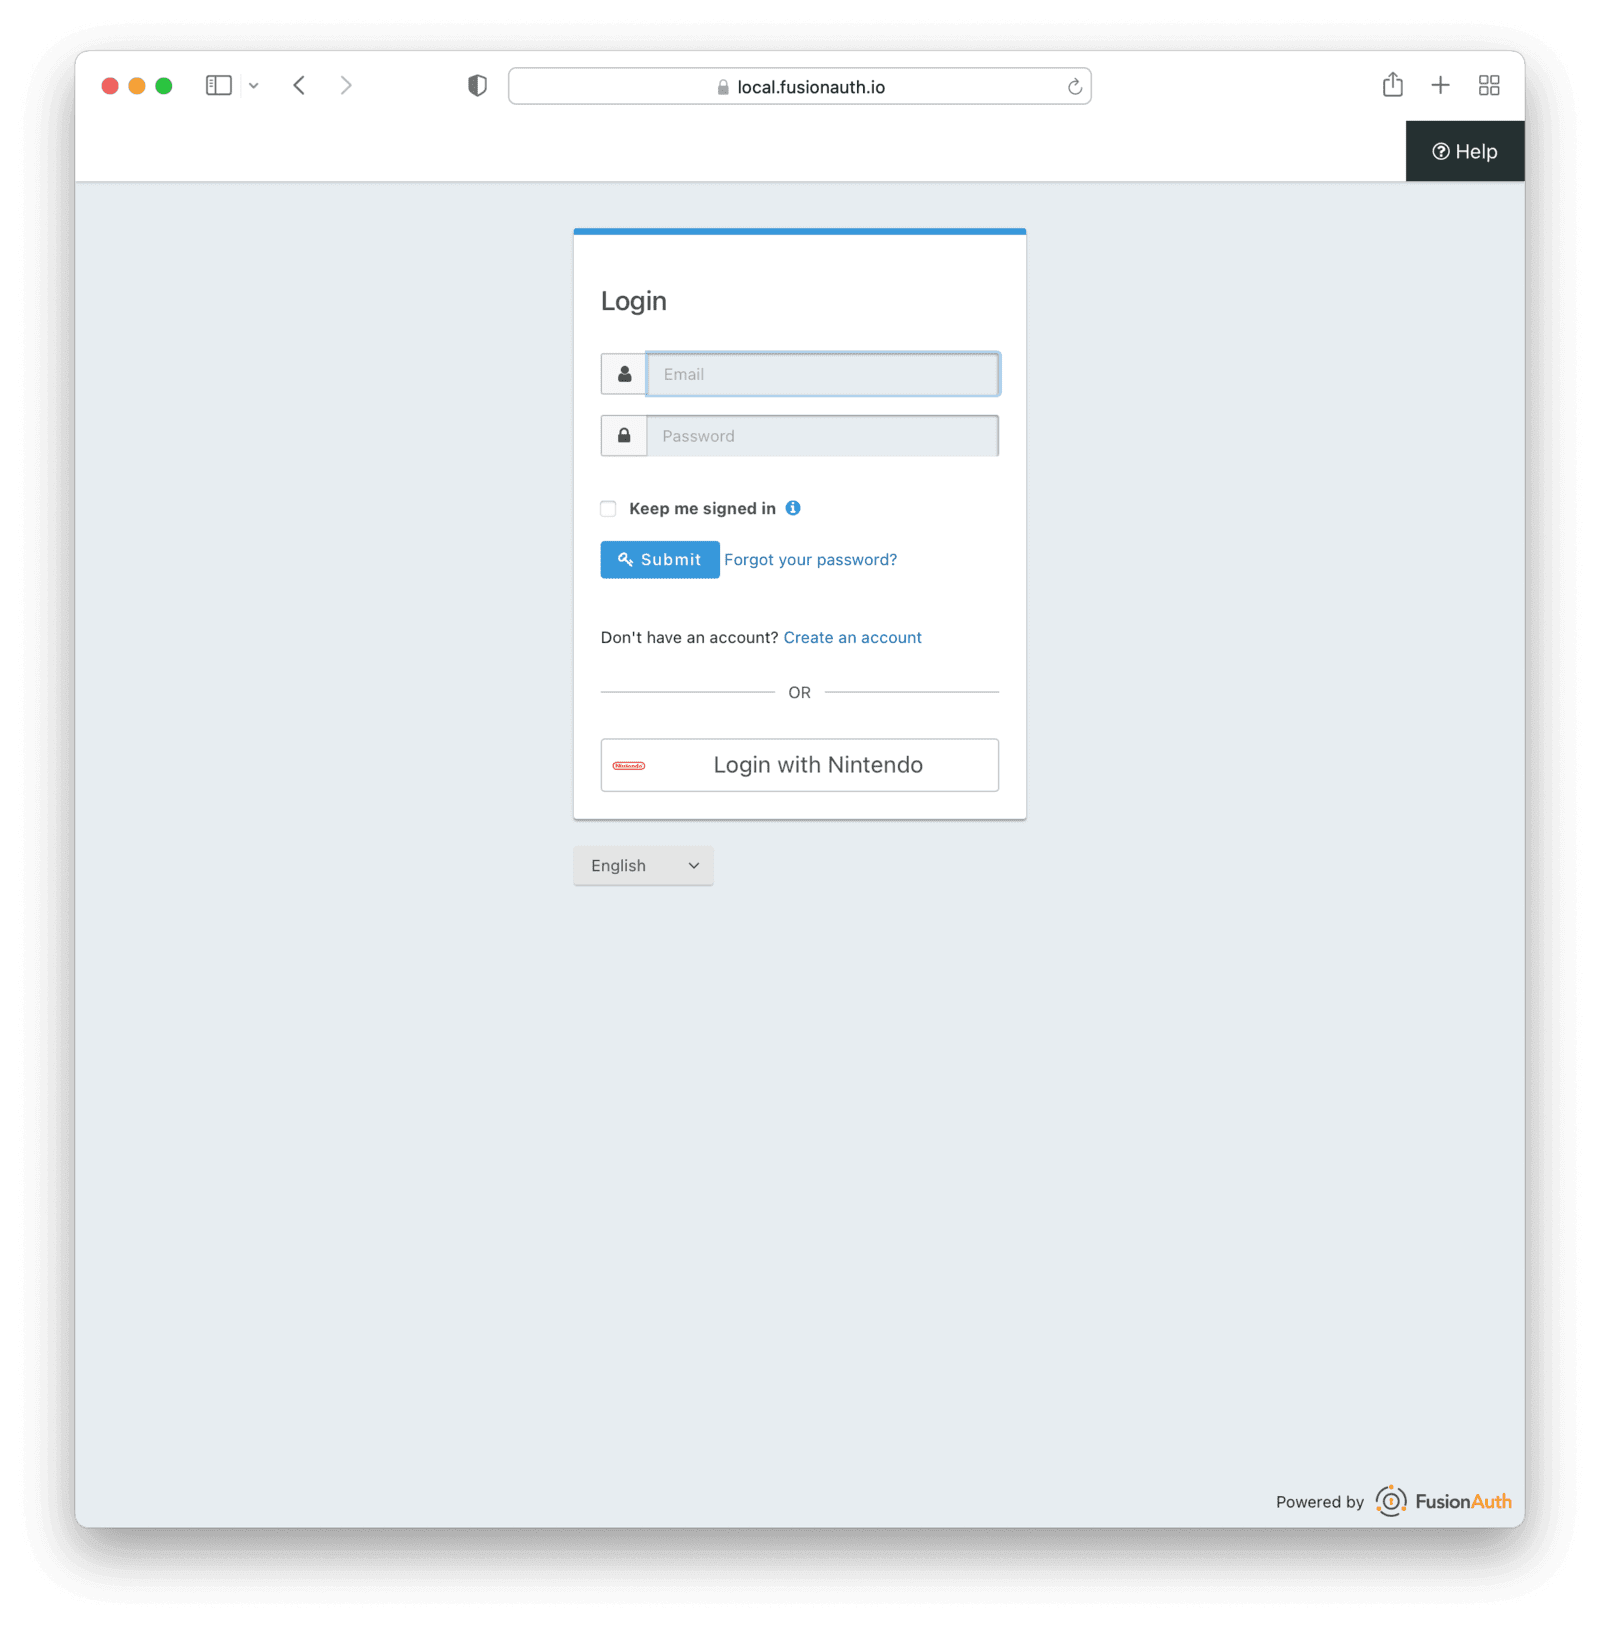 local.fusionauth.io
Help
Login
Email
Password
Keep me signed in
Submit Forgot your password?
Don't have an account? Create an account
OR
Nintendo Login with Nintendo
English
Powered by FusionAuth